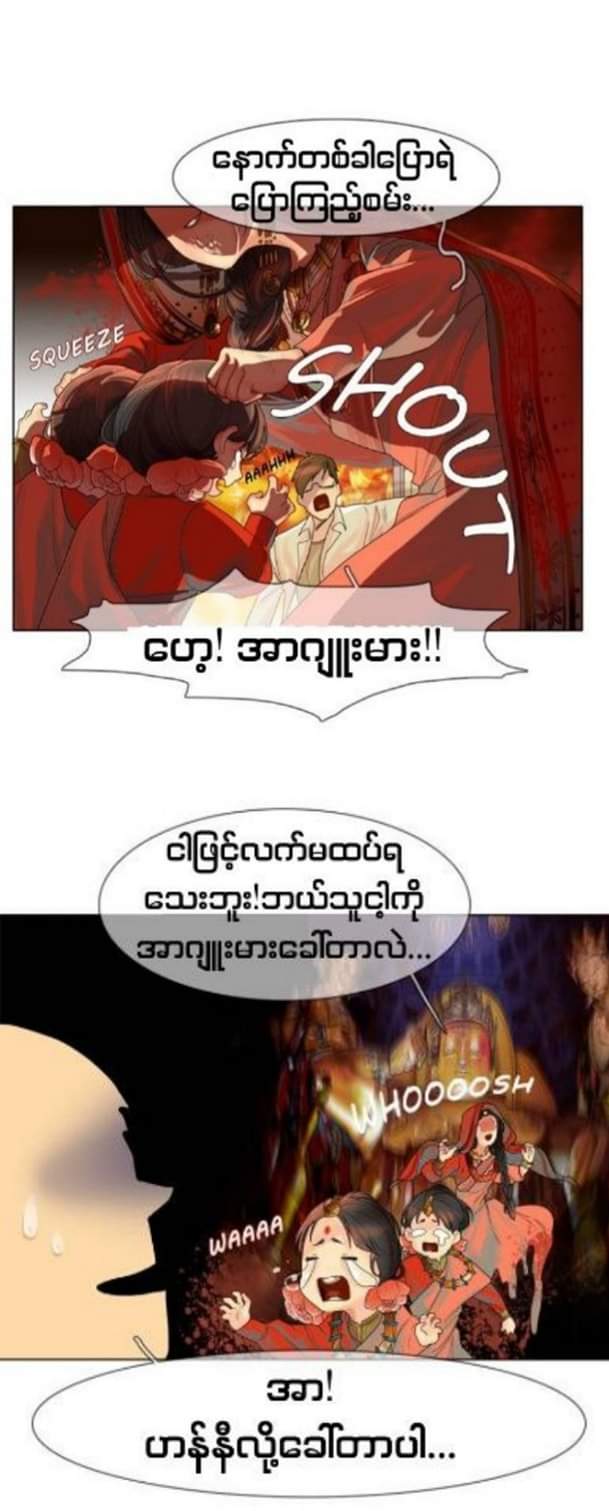 နောက်တစ်ခါပြောရဲ
ပြောကြည့်စမ်း...
SQUEEZE
SHOUT
AAAHHH
ဟေ့! အာဂျူးမား!!
ငါဖြင့်လက်မထပ်ရ
သေးဘူး!ဘယ်သူငါ့ကို
အာဂျူးမားခေါ်တာလဲ...
WHOOOOSH
WAAAA
အာ!
ဟန်နီလို့ခေါ်တာပါ...